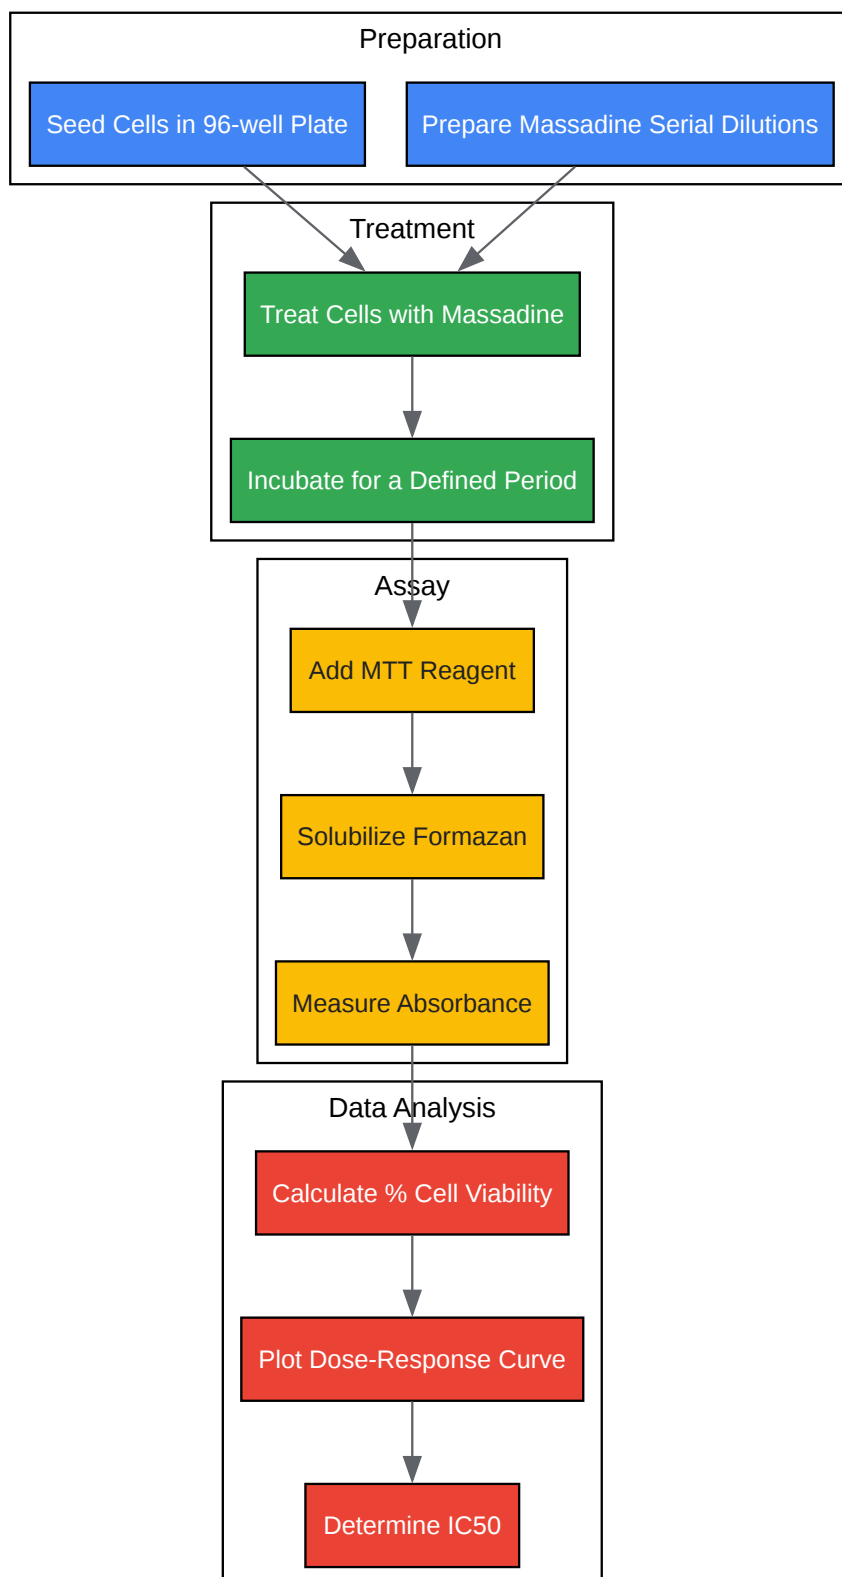 Preparation
Seed Cells in 96-well Plate
Prepare Massadine Serial Dilutions
Treatment
Treat Cells with Massadine
Incubate for a Defined Period
Assay
Add MTT Reagent
Solubilize Formazan
Measure Absorbance
Data Analysis
Calculate % Cell Viability
Plot Dose-Response Curve
Determine IC50